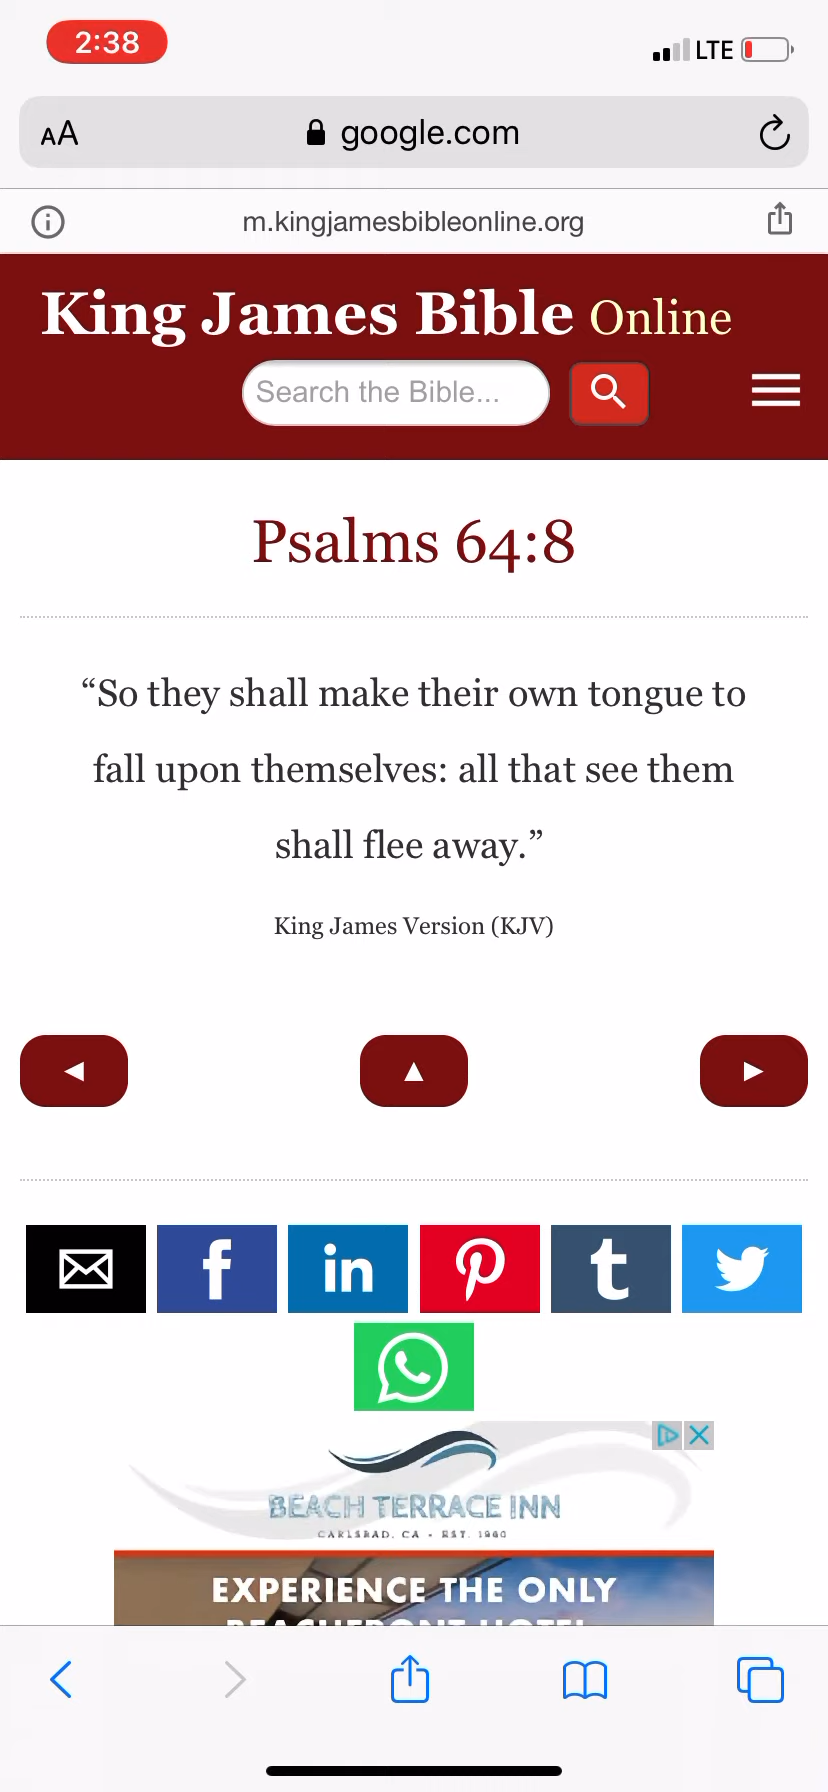 2:38
LTE
AA
google.com
m.kingjamesbibleonline.org
King James Bible Online
Search the Bible...
Psalms 64:8
“So they shall make their own tongue to
fall upon themselves: all that see them
shall flee away.”
King James Version (KJV)
BEACH TERRACE INN
CARLSBAD, CA - EST. 1960
EXPERIENCE THE ONLY
BEACHFRONT HOTEL